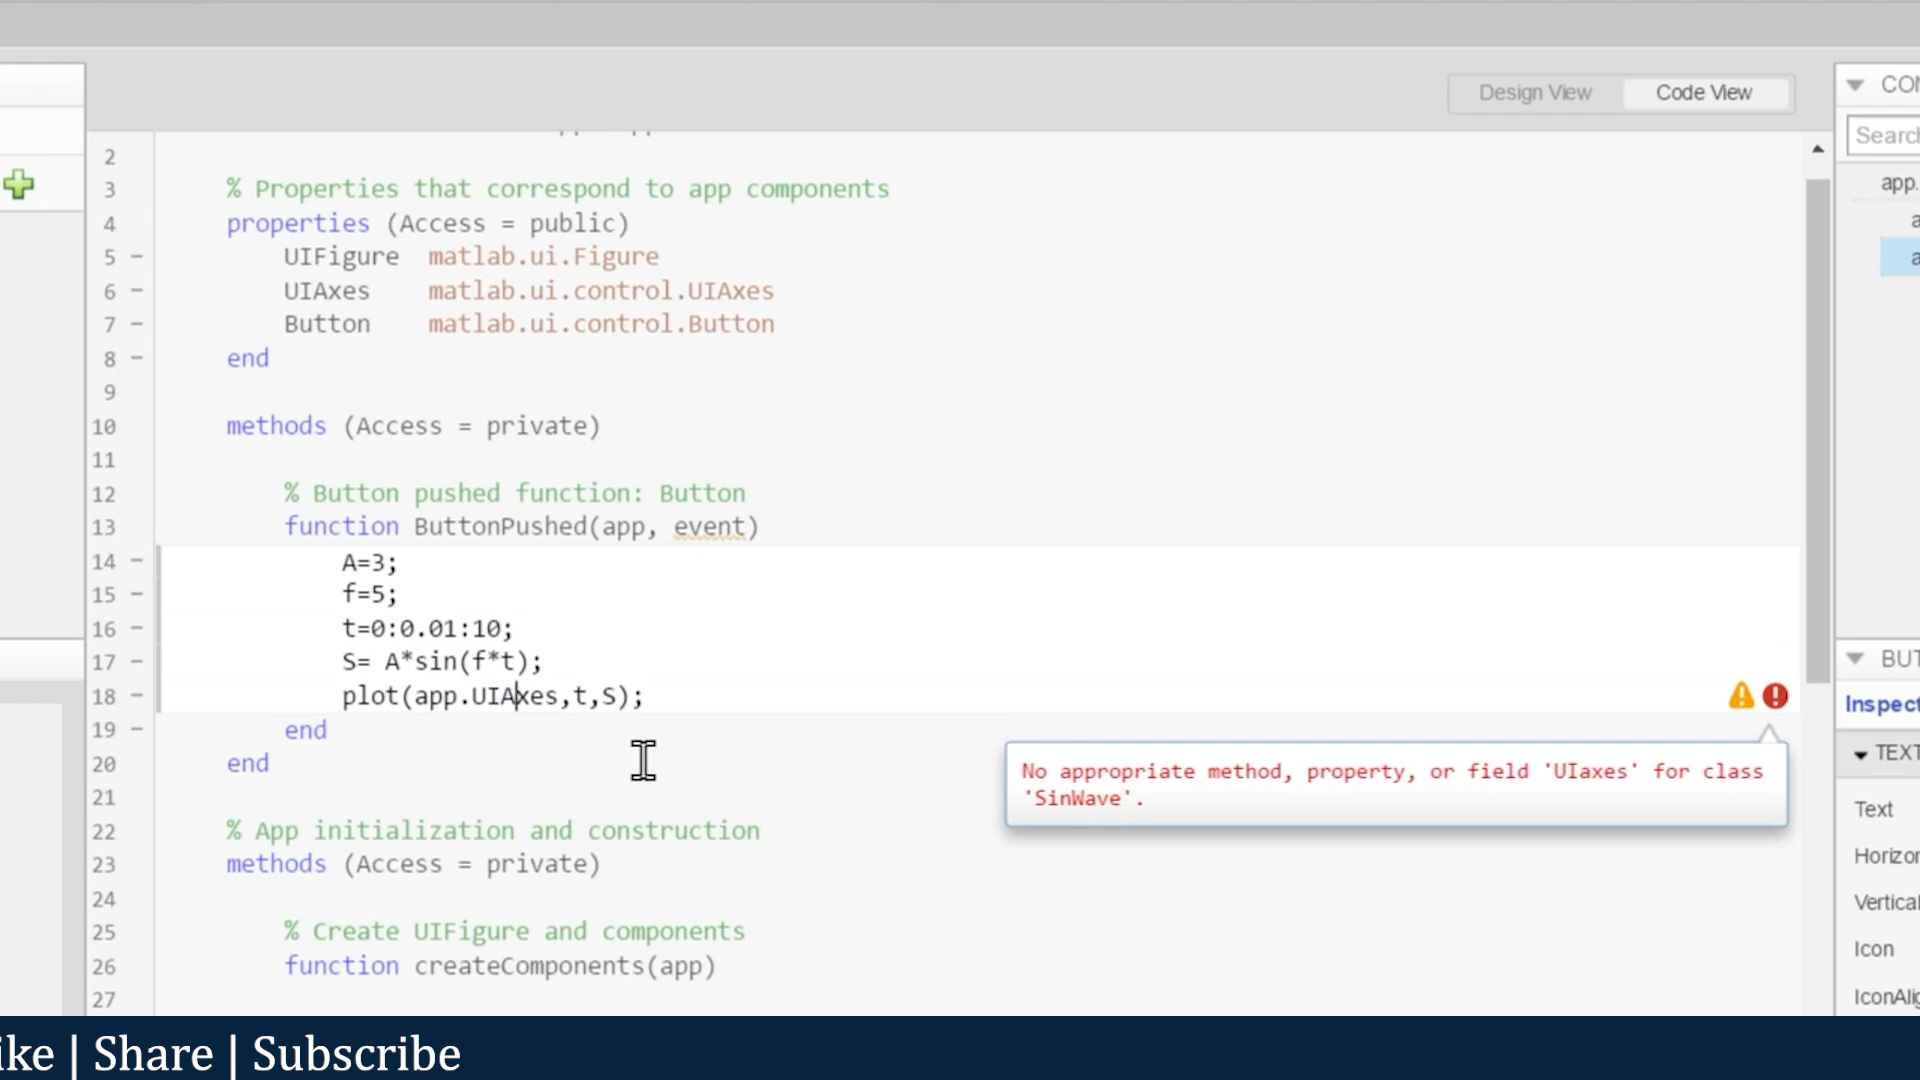 Design View
Code View
2
3 % Properties that correspond to app components
4 properties (Access = public)
5 - UIFigure matlab.ui.Figure
6 - UIAxes matlab.ui.control.UIAxes
7 - Button matlab.ui.control.Button
8 - end
9
10 methods (Access = private)
11
12 % Button pushed function: Button
13 function ButtonPushed(app, event)
14 - A=3;
15 - f=5;
16 - t=0:0.01:10;
17 - S= A*sin(f*t);
18 - plot(app.UIAxes,t,S);
19 - end
20 end
21
22 % App initialization and construction
23 methods (Access = private)
24
25 % Create UIFigure and components
26 function createComponents(app)
27
No appropriate method, property, or field 'UIaxes' for class
'SinWave'.
Search
app.
a
a
Inspect
TEXT
Text
Vertical
Icon
ike | Share | Subscribe